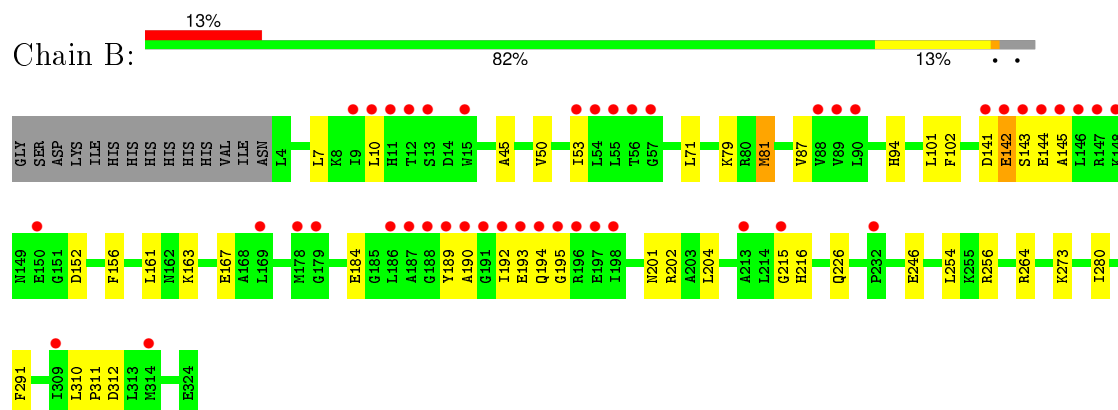 13%
Chain B:
82% 13% • •
GLY SER ASP LYS ILE HIS HIS HIS HIS HIS HIS VAL ILE ASN L4 L7 K8 I9 L10 H11 T12 S13 D14 W15 A45 V50 I53 L54 L55 T56 G57 L71 K79 R80 M81 V87 V88 V89 L90 H94 L101 F102 D141 E142 S143 E144 A145 L146 R147 K148
N149 E150 G151 D152 F156 L161 N162 K163 E167 A168 L169 M178 G179 E184 G185 L186 A187 G188 Y189 A190 G191 I192 E193 Q194 G195 R196 E197 I198 N201 R202 A203 L204 A213 L214 G215 H216 Q226 P232 E246 L254 K255 R256 R264 K273 I280
F291 I309 L310 P311 D312 L313 M314 E324